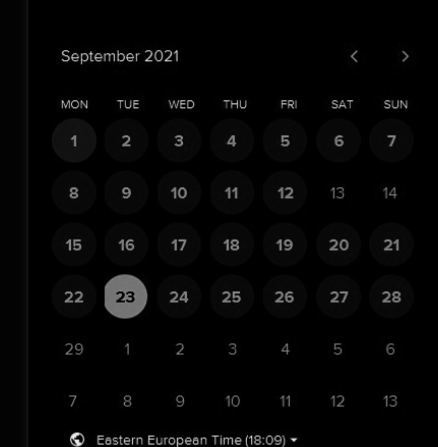 September 2021
MON TUE WED THU FRI SAT SUN
1 2 3 4 5 6 7
8 9 10 11 12 13 14
15 16 17 18 19 20 21
22 23 24 25 26 27 28
29 1 2 3 4 5 6
7 8 9 10 11 12 13
Eastern European Time (18:09)